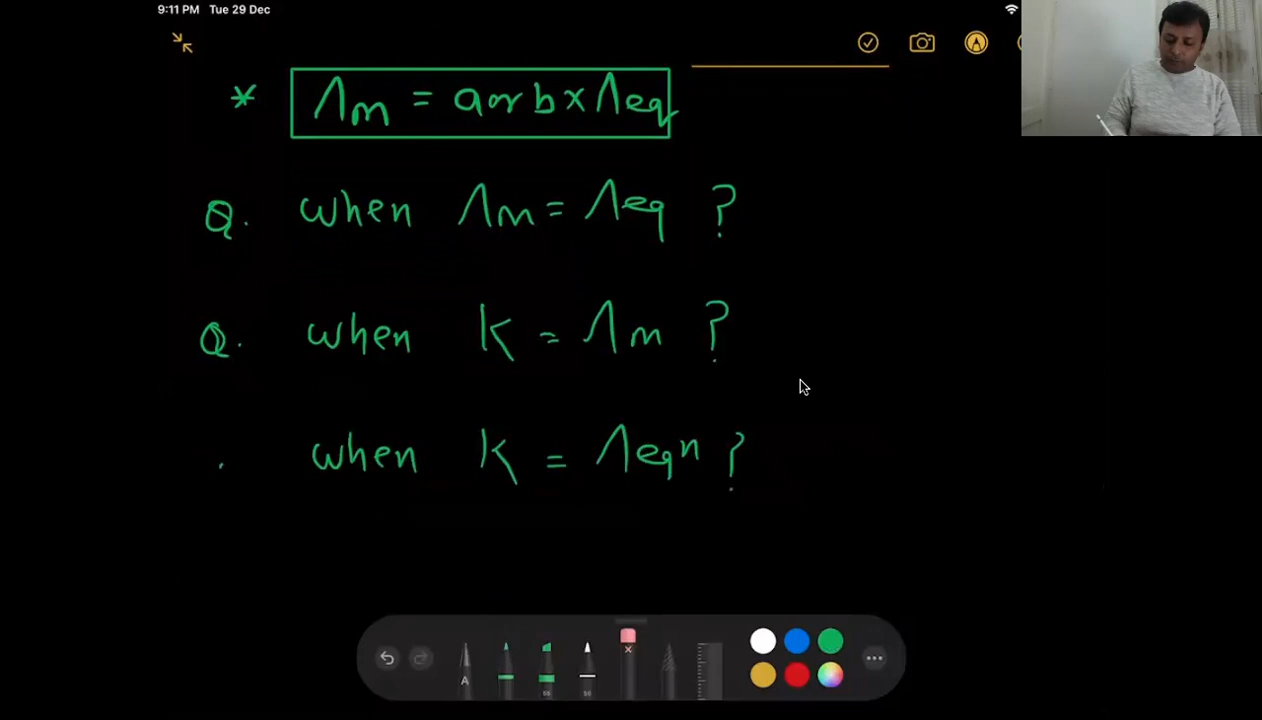 9:11 PM Tue 29 Dec
* Λm = a or b x Λeq
Q. when Λm = Λeq ?
Q. when K = Λm ?
. when K = Λeqn ?
A